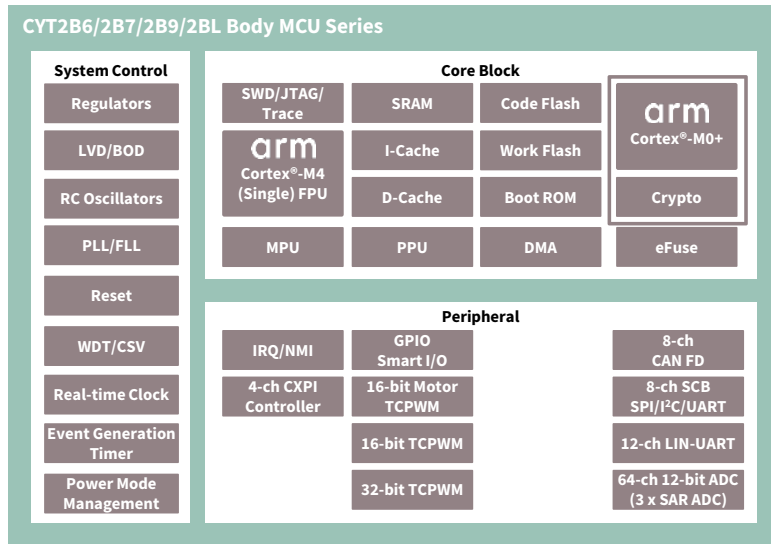 CYT2B6/2B7/2B9/2BL Body MCU Series
System Control
Regulators
LVD/BOD
RC Oscillators
PLL/FLL
Reset
WDT/CSV
Real-time Clock
Event Generation
Timer
Power Mode
Management
Core Block
SWD/JTAG/
Trace
SRAM
Code Flash
arm
Cortex®-M0+
arm
Cortex®-M4
(Single) FPU
I-Cache
Work Flash
D-Cache
Boot ROM
Crypto
MPU
PPU
DMA
eFuse
Peripheral
IRQ/NMI
GPIO
Smart I/O
8-ch
CAN FD
4-ch CXPI
Controller
16-bit Motor
TCPWM
8-ch SCB
SPI/I²C/UART
16-bit TCPWM
12-ch LIN-UART
32-bit TCPWM
64-ch 12-bit ADC
(3 x SAR ADC)